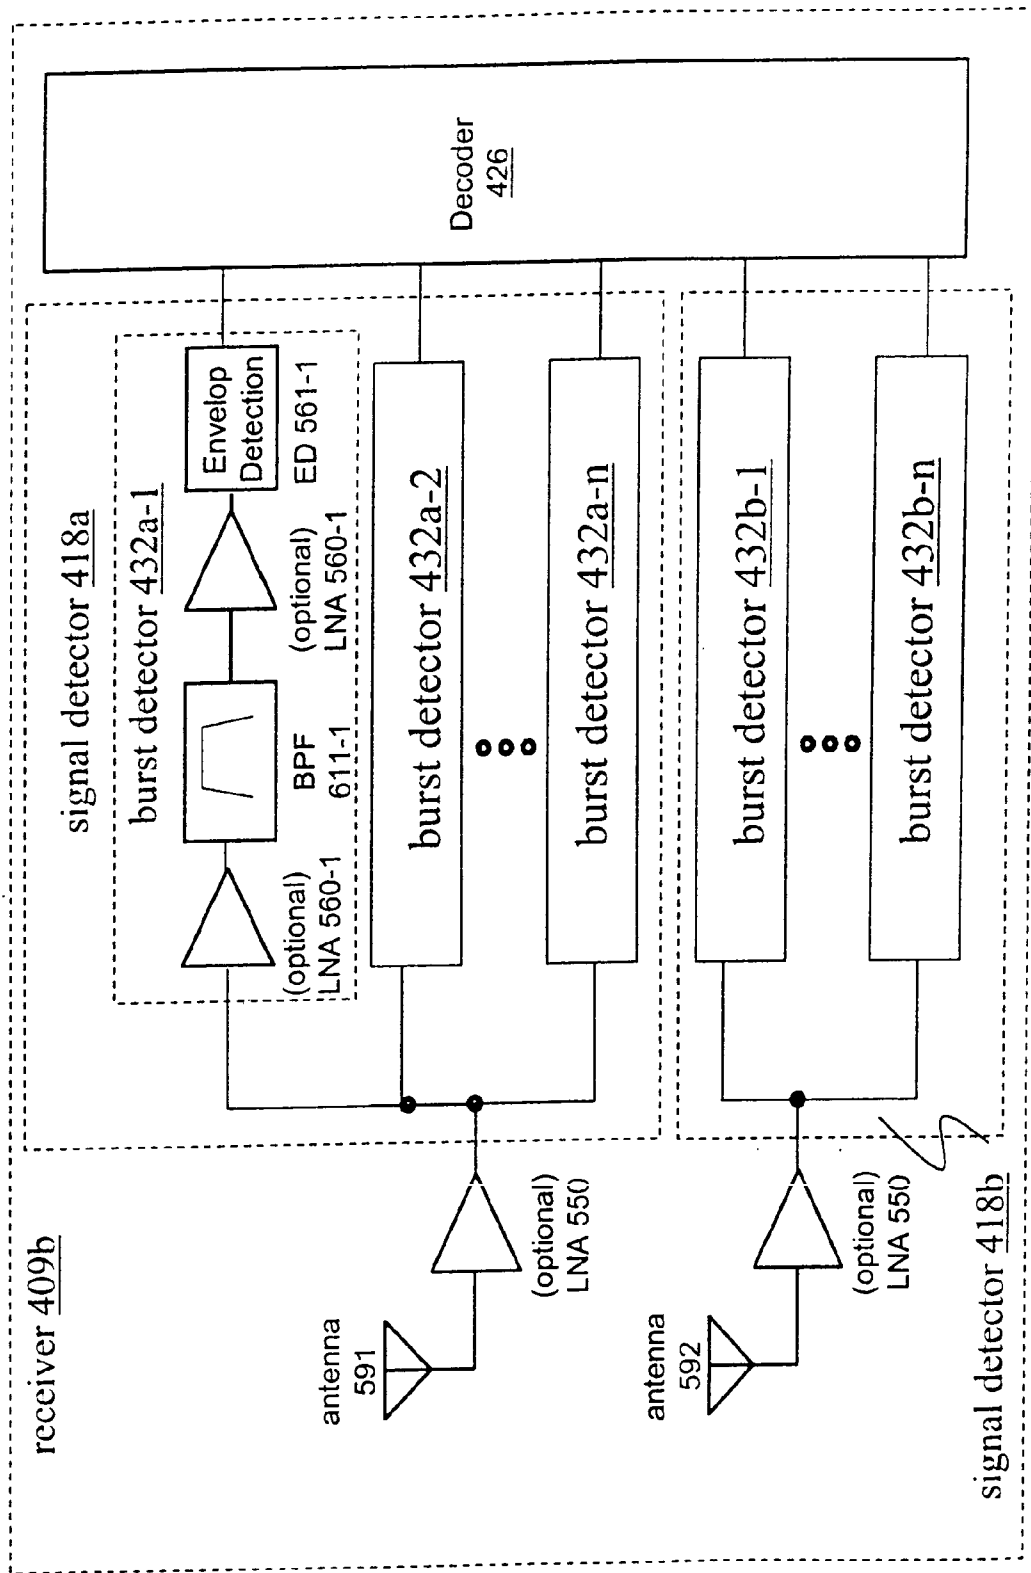 receiver 409b
signal detector 418a
burst detector 432a-1
(optional)
LNA 560-1
BPF
611-1
(optional)
LNA 560-1
Envelop
Detection
ED 561-1
burst detector 432a-2
burst detector 432a-n
antenna
591
(optional)
LNA 550
Decoder
426
burst detector 432b-1
burst detector 432b-n
antenna
592
(optional)
LNA 550
signal detector 418b